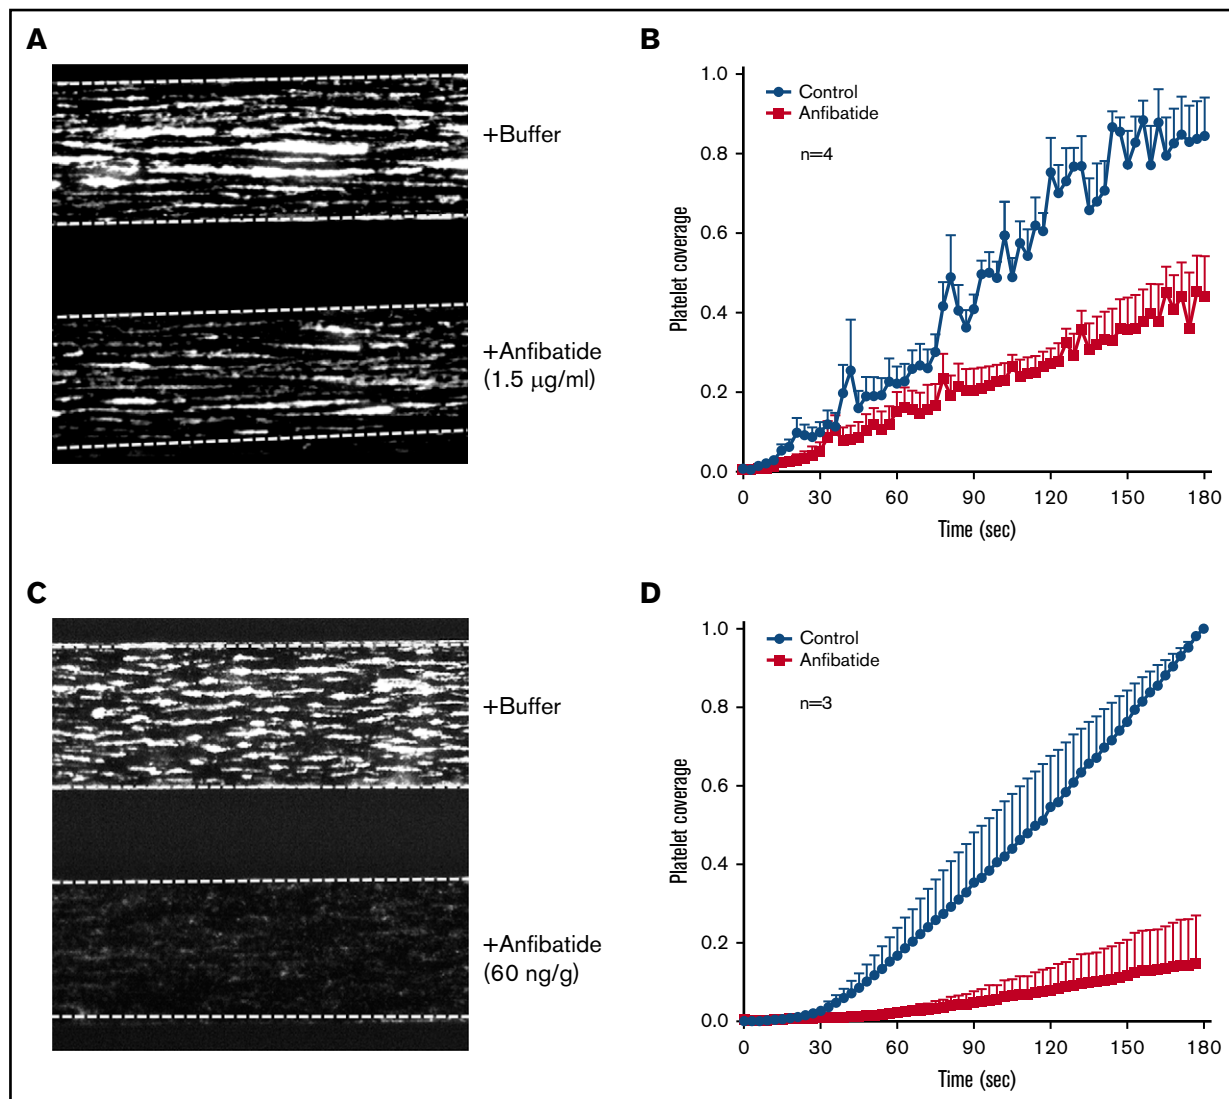 A
+Buffer
+Anfibatide
(1.5 μg/ml)
B
Control
Anfibatide
n=4
Platelet coverage
1.0
0.8
0.6
0.4
0.2
0.0
0 30 60 90 120 150 180
Time (sec)
C
+Buffer
+Anfibatide
(60 ng/g)
D
Control
Anfibatide
n=3
Platelet coverage
1.0
0.8
0.6
0.4
0.2
0.0
0 30 60 90 120 150 180
Time (sec)